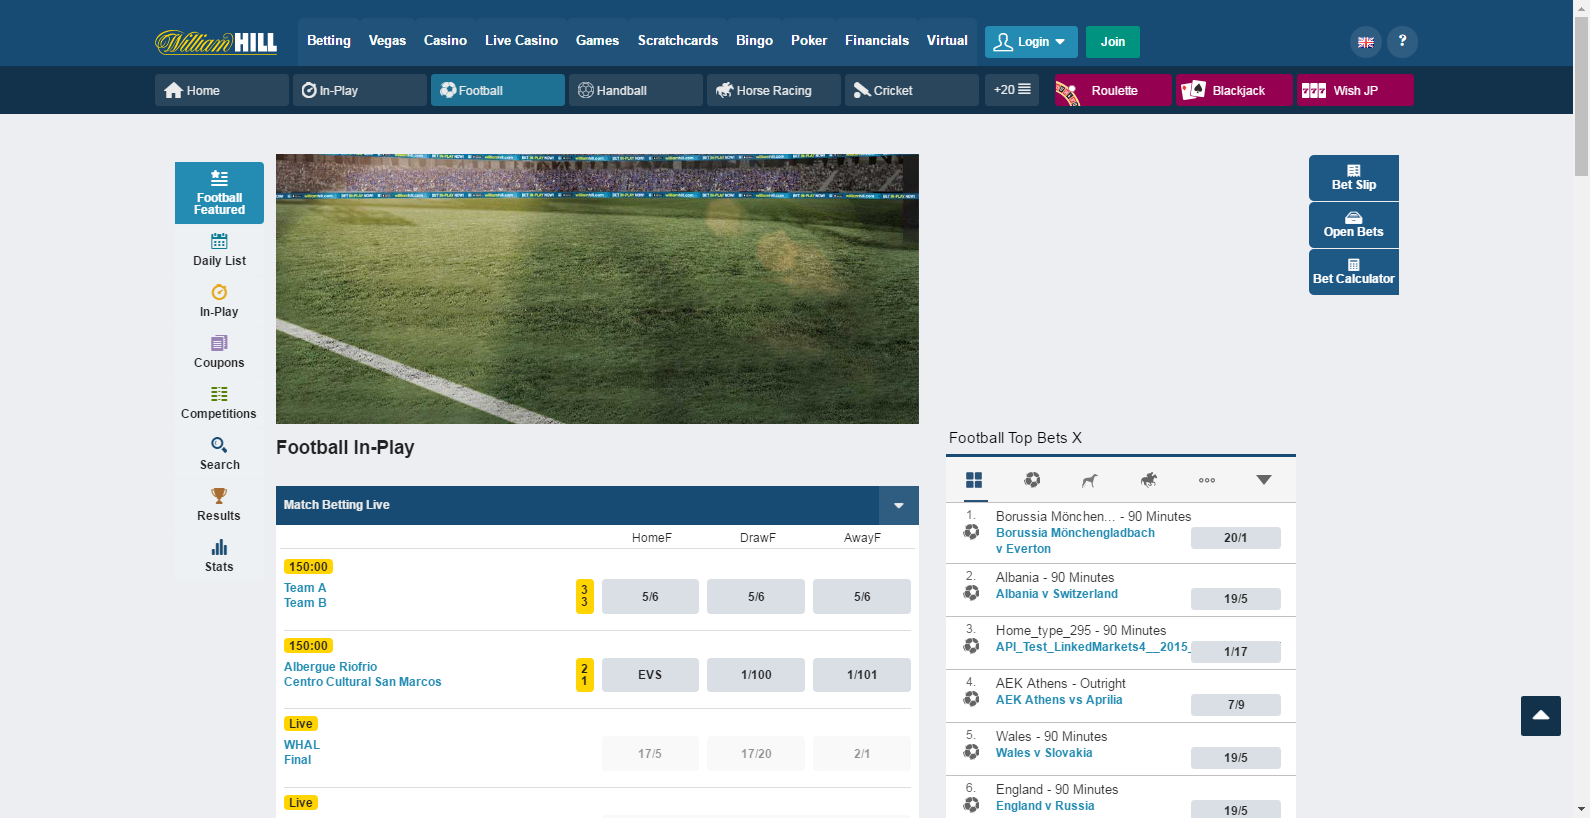 William HILL
Betting
Vegas
Casino
Live Casino
Games
Scratchcards
Bingo
Poker
Financials
Virtual
Login
Join
?
Home
In-Play
Football
Handball
Horse Racing
Cricket
+20
Roulette
Blackjack
Wish JP
Football
Featured
Daily List
In-Play
Coupons
Competitions
Search
Results
Stats
Bet Slip
Open Bets
Bet Calculator
Football In-Play
Match Betting Live
HomeF DrawF AwayF
150:00
Team A
Team B
3
3
5/6 5/6 5/6
150:00
Albergue Riofrio
Centro Cultural San Marcos
2
1
EVS 1/100 1/101
Live
WHAL
Final
17/5 17/20 2/1
Live
Football Top Bets X
1.
Borussia Mönchen... - 90 Minutes
Borussia Mönchengladbach
v Everton
20/1
2.
Albania - 90 Minutes
Albania v Switzerland
19/5
3.
Home_type_295 - 90 Minutes
API_Test_LinkedMarkets4__2015_
1/17
4.
AEK Athens - Outright
AEK Athens vs Aprilia
7/9
5.
Wales - 90 Minutes
Wales v Slovakia
19/5
6.
England - 90 Minutes
England v Russia
19/5